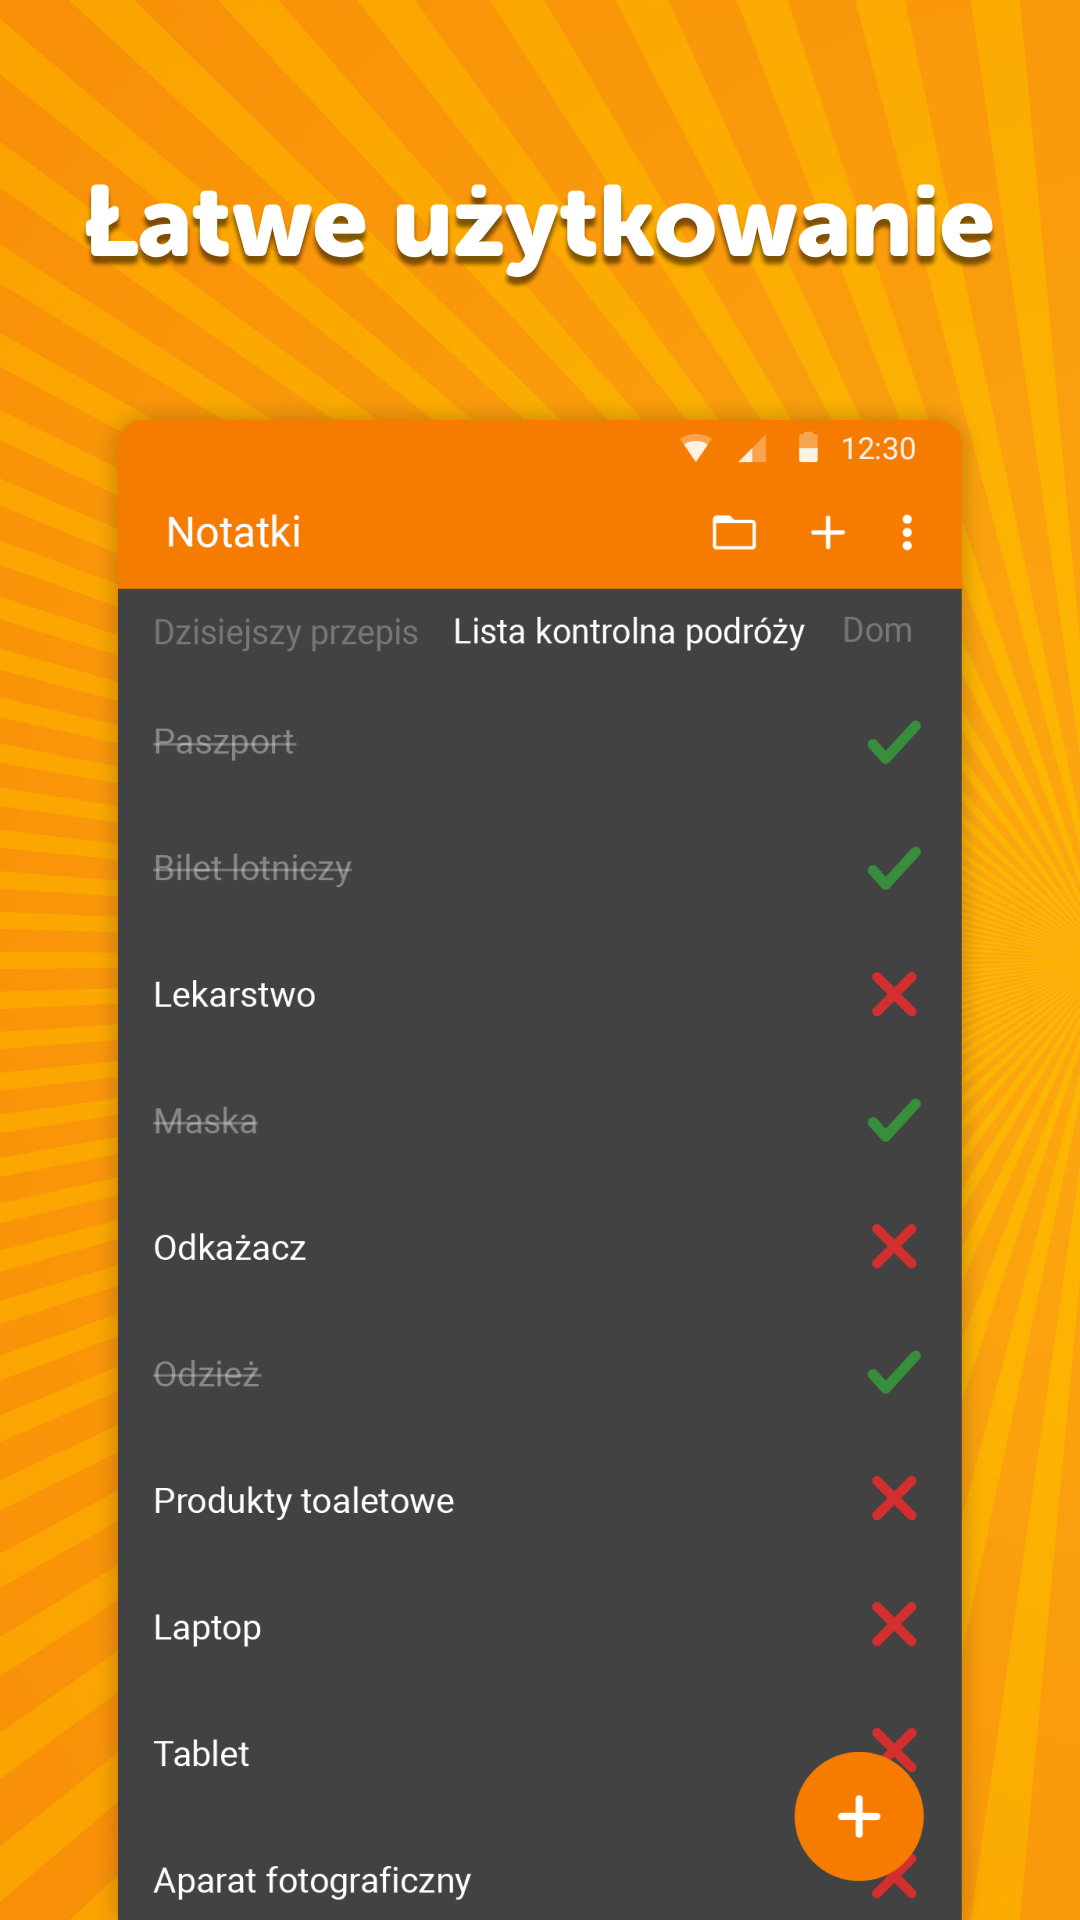 Łatwe użytkowanie
12:30
Notatki
Dzisiejszy przepis Lista kontrolna podróży Dom
Paszport
Bilet lotniczy
Lekarstwo
Maska
Odkażacz
Odzież
Produkty toaletowe
Laptop
Tablet
Aparat fotograficzny